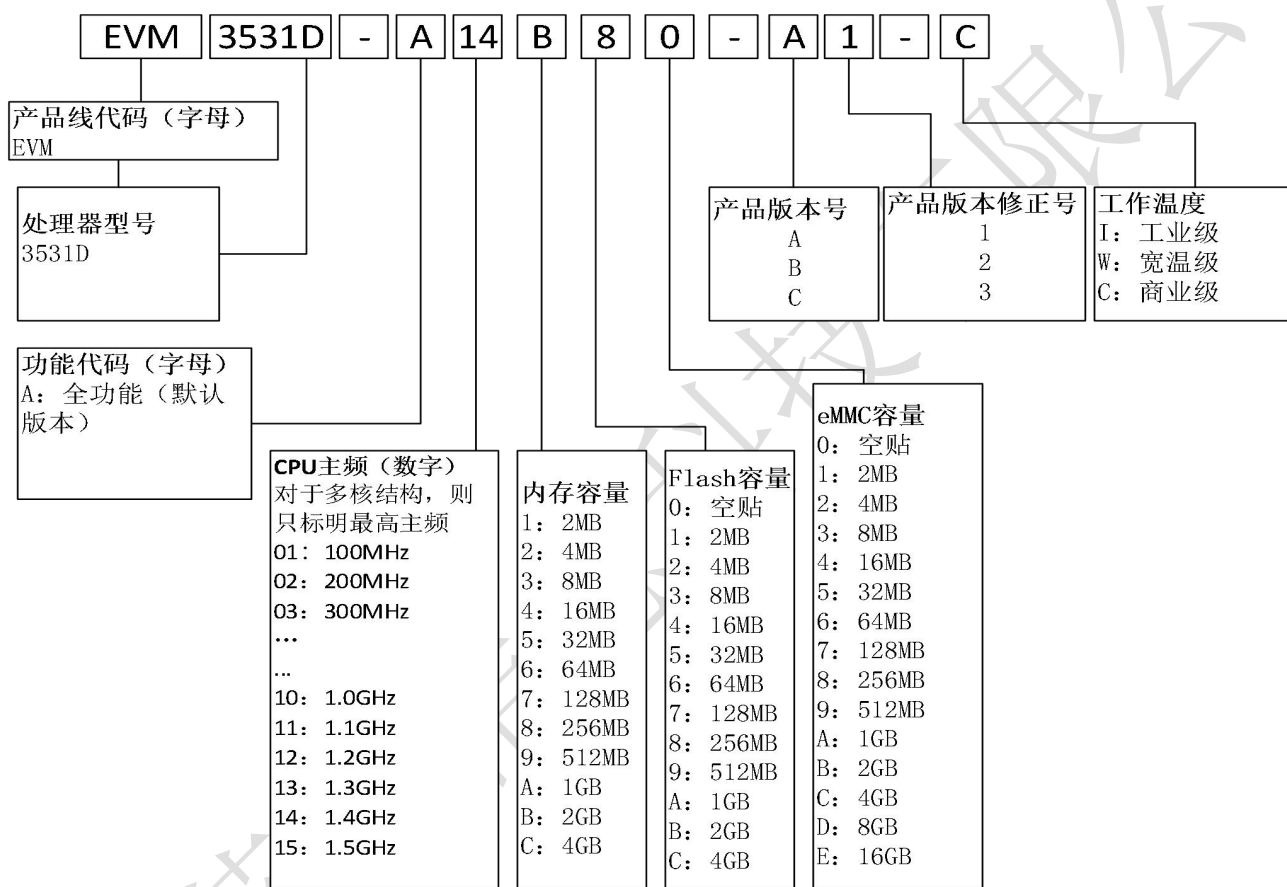 EVM 3531D - A 14 B 8 0 - A 1 - C
产品线代码（字母）
EVM
处理器型号
3531D
功能代码（字母）
A：全功能（默认
版本）
CPU主频（数字）
对于多核结构，则
只标明最高主频
01：100MHz
02：200MHz
03：300MHz
…
...
10：1.0GHz
11：1.1GHz
12：1.2GHz
13：1.3GHz
14：1.4GHz
15：1.5GHz
内存容量
1：2MB
2：4MB
3：8MB
4：16MB
5：32MB
6：64MB
7：128MB
8：256MB
9：512MB
A：1GB
B：2GB
C：4GB
Flash容量
0：空贴
1：2MB
2：4MB
3：8MB
4：16MB
5：32MB
6：64MB
7：128MB
8：256MB
9：512MB
A：1GB
B：2GB
C：4GB
eMMC容量
0：空贴
1：2MB
2：4MB
3：8MB
4：16MB
5：32MB
6：64MB
7：128MB
8：256MB
9：512MB
A：1GB
B：2GB
C：4GB
D：8GB
E：16GB
产品版本号
A
B
C
产品版本修正号
1
2
3
工作温度
I：工业级
W：宽温级
C：商业级